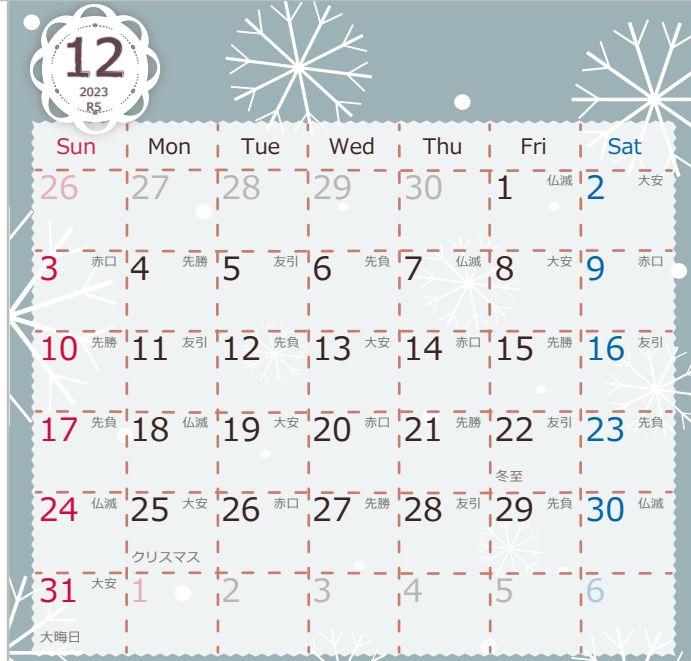 12
2023
R5
Sun Mon Tue Wed Thu Fri Sat
26 27 28 29 30 1 仏滅 2 大安
3 赤口 4 先勝 5 友引 6 先負 7 仏滅 8 大安 9 赤口
10 先勝 11 友引 12 先負 13 大安 14 赤口 15 先勝 16 友引
17 先負 18 仏滅 19 大安 20 赤口 21 先勝 22 友引 23 先負
冬至
24 仏滅 25 大安 26 赤口 27 先勝 28 友引 29 先負 30 仏滅
クリスマス
31 大安 1 2 3 4 5 6
大晦日